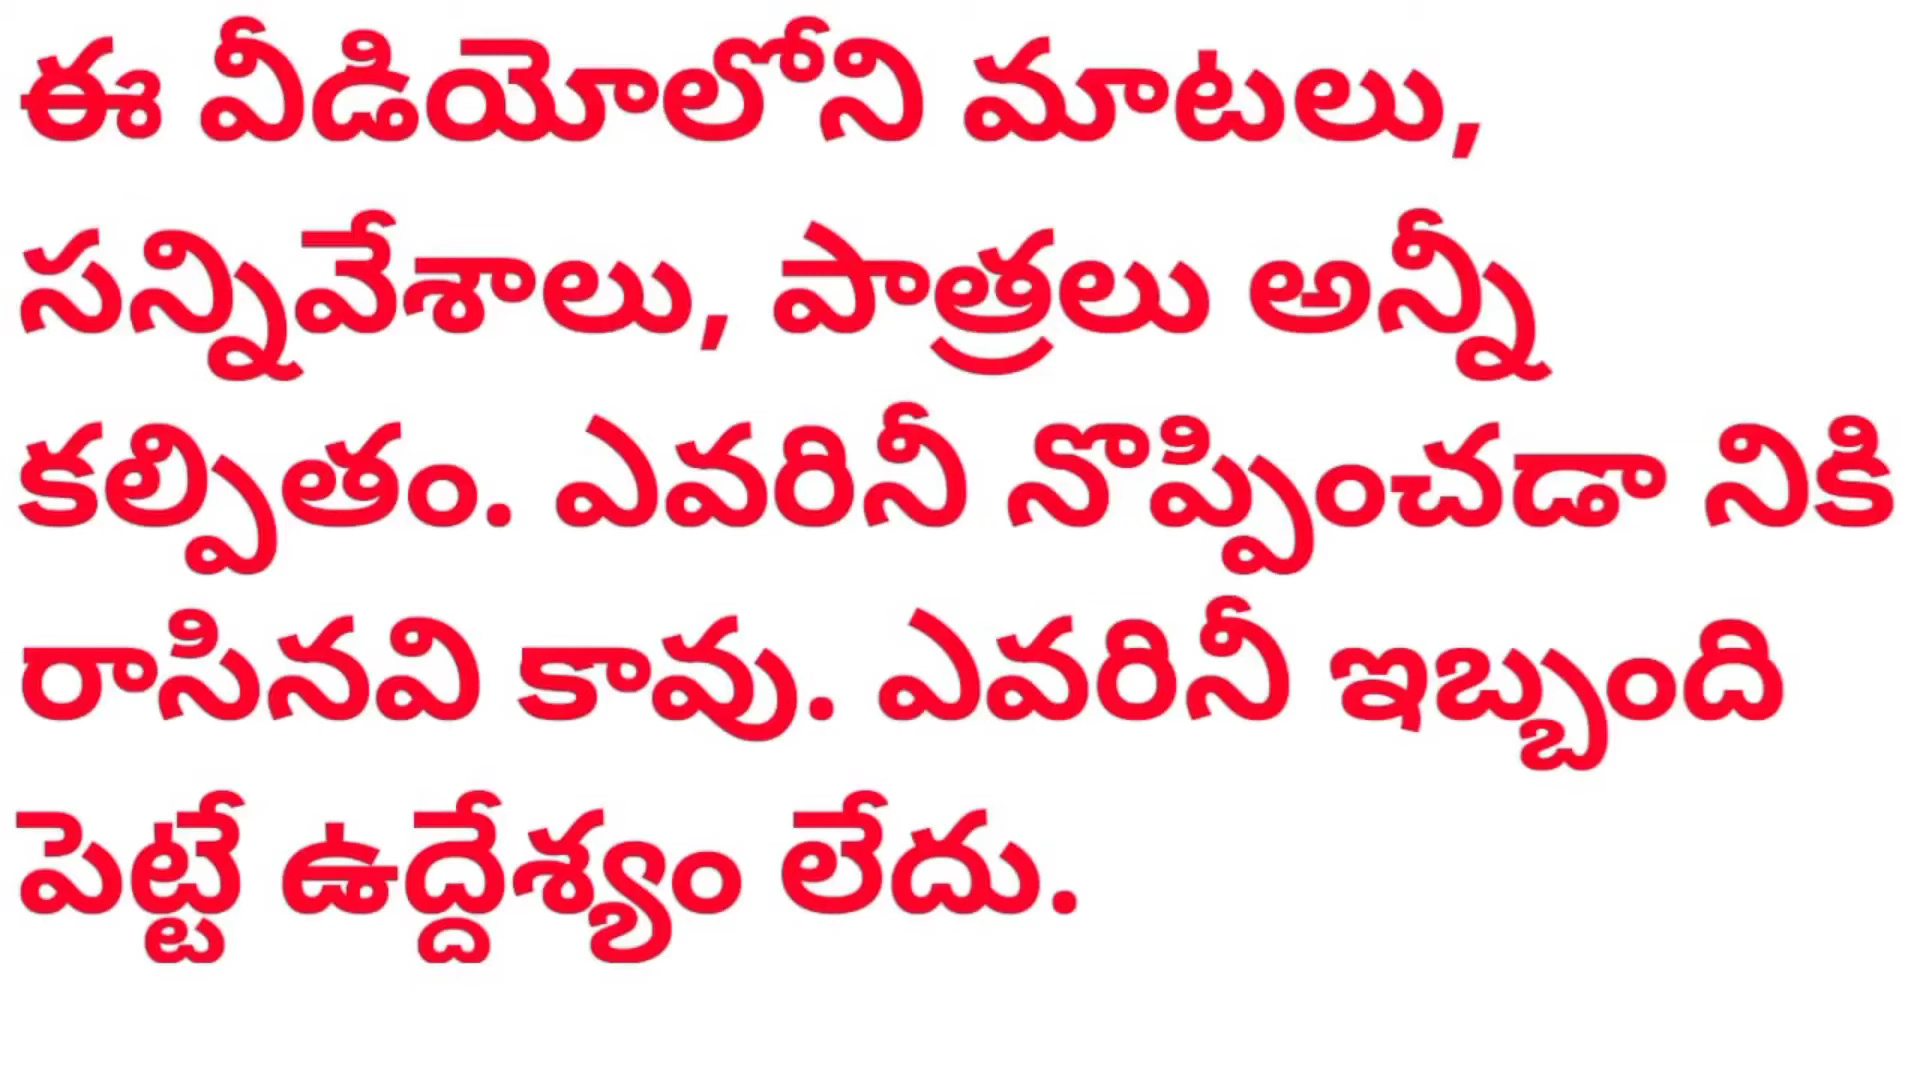 ఈ వీడియోలోని మాటలు,
సన్నివేశాలు, పాత్రలు అన్నీ
కల్పితం. ఎవరినీ నొప్పించడా నికి
రాసినవి కావు. ఎవరినీ ఇబ్బంది
పెట్టే ఉద్దేశ్యం లేదు.